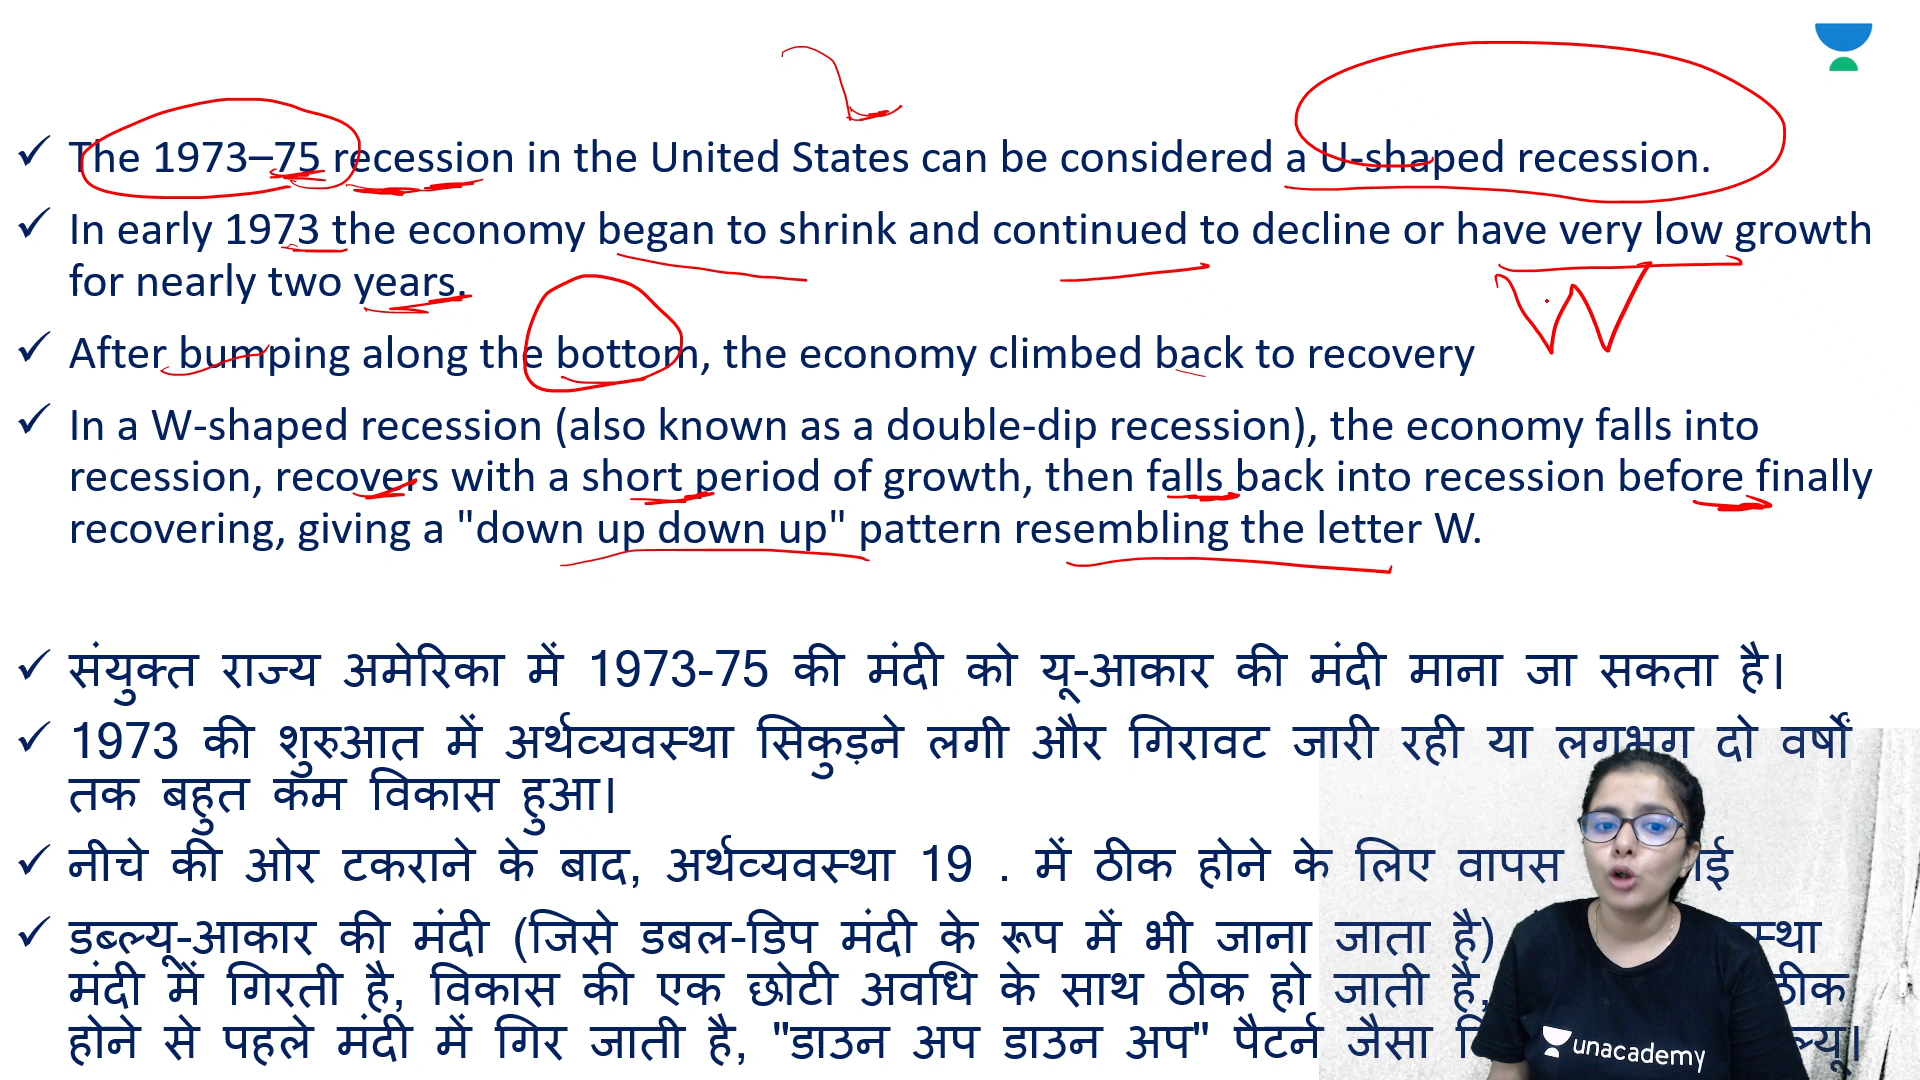 ✓ The 1973–75 recession in the United States can be considered a U-shaped recession.
✓ In early 1973 the economy began to shrink and continued to decline or have very low growth
for nearly two years.
✓ After bumping along the bottom, the economy climbed back to recovery
W
✓ In a W-shaped recession (also known as a double-dip recession), the economy falls into
recession, recovers with a short period of growth, then falls back into recession before finally
recovering, giving a "down up down up" pattern resembling the letter W.
✓ संयुक्त राज्य अमेरिका में 1973-75 की मंदी को यू-आकार की मंदी माना जा सकता है।
✓ 1973 की शुरुआत में अर्थव्यवस्था सिकुड़ने लगी और गिरावट जारी रही या लगभग दो वर्षों
तक बहुत कम विकास हुआ।
✓ नीचे की ओर टकराने के बाद, अर्थव्यवस्था 19 . में ठीक होने के लिए वापस
✓ डब्ल्यू-आकार की मंदी (जिसे डबल-डिप मंदी के रूप में भी जाना जाता है)
मंदी में गिरती है, विकास की एक छोटी अवधि के साथ ठीक हो जाती है, ठीक
होने से पहले मंदी में गिर जाती है, "डाउन अप डाउन अप" पैटर्न जैसा
unacademy